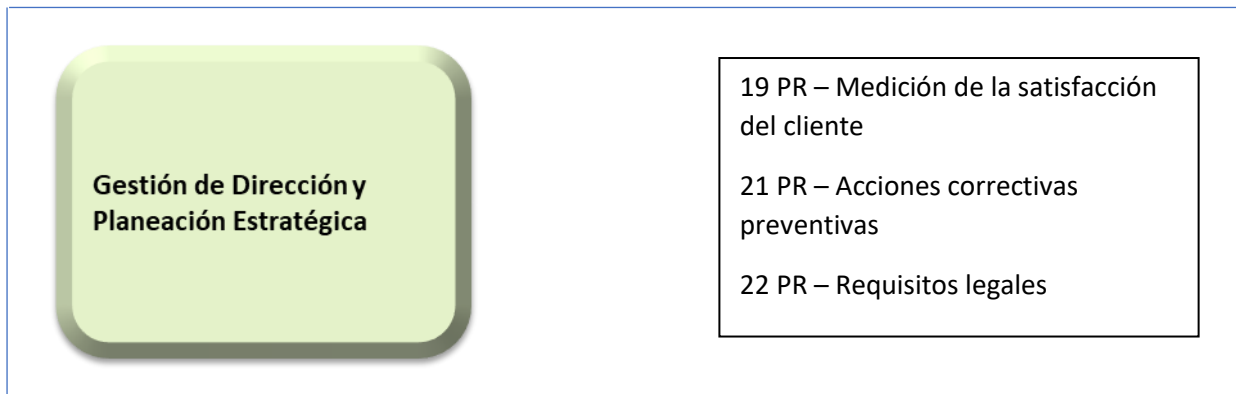 Gestión de Dirección y
Planeación Estratégica
19 PR – Medición de la satisfacción
del cliente
21 PR – Acciones correctivas
preventivas
22 PR – Requisitos legales